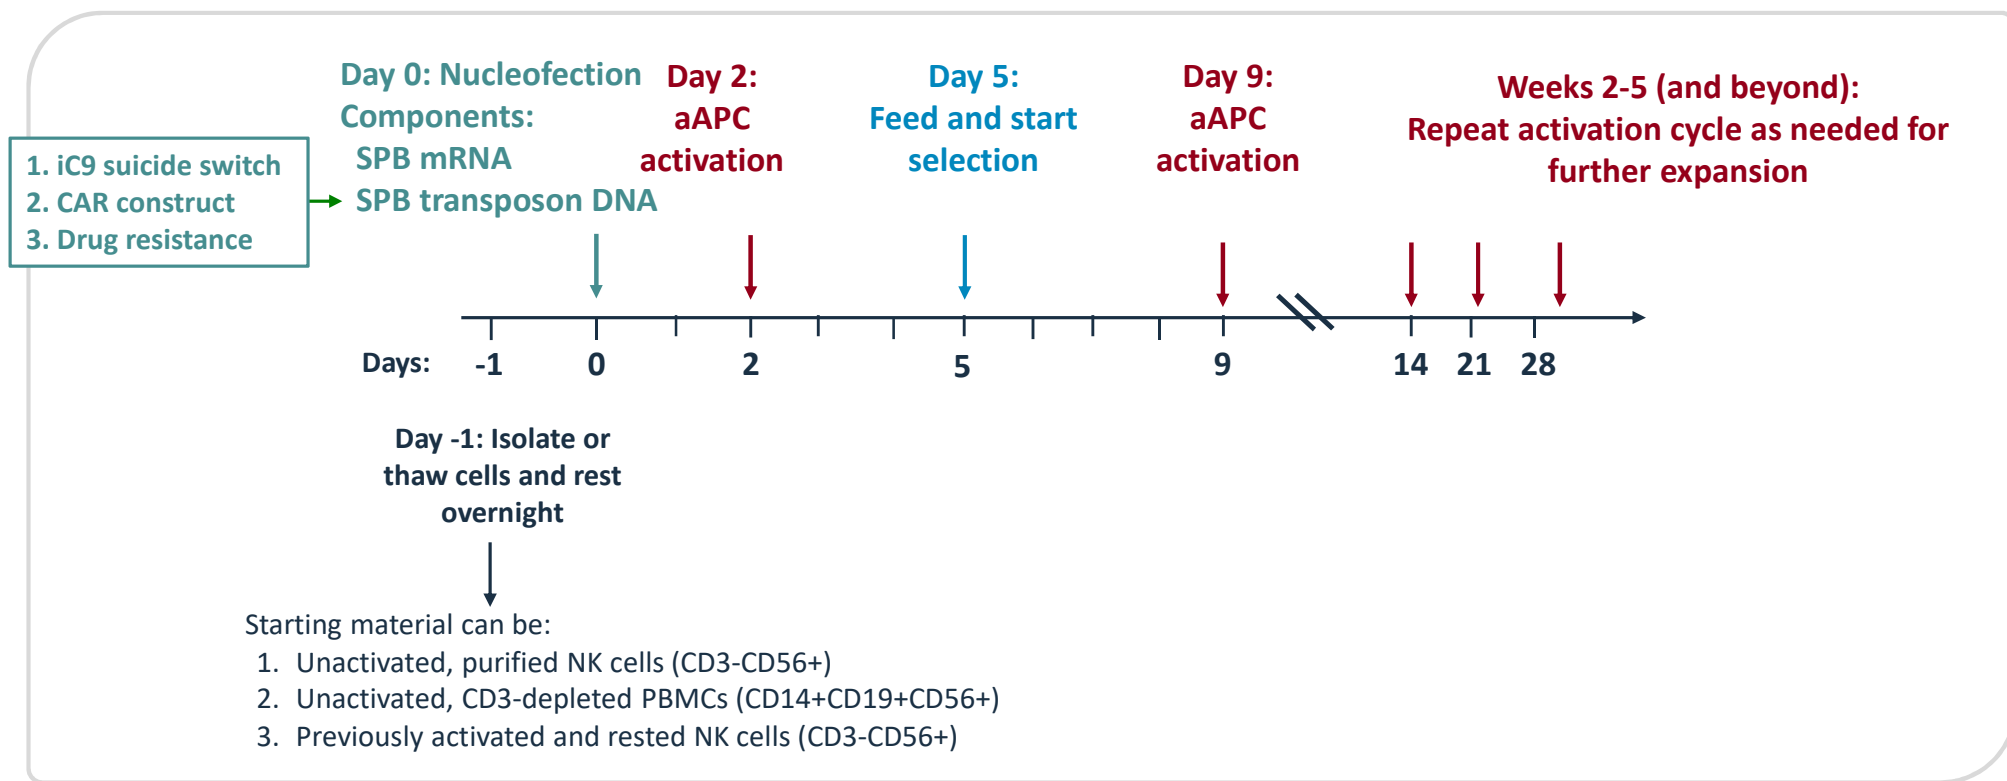 Day 0: Nucleofection
Components:
SPB mRNA
SPB transposon DNA
1. iC9 suicide switch
2. CAR construct
3. Drug resistance
Day 2:
aAPC
activation
Day 5:
Feed and start
selection
Day 9:
aAPC
activation
Weeks 2-5 (and beyond):
Repeat activation cycle as needed for
further expansion
Days: -1 0 2 5 9 14 21 28
Day -1: Isolate or
thaw cells and rest
overnight
Starting material can be:
1. Unactivated, purified NK cells (CD3-CD56+)
2. Unactivated, CD3-depleted PBMCs (CD14+CD19+CD56+)
3. Previously activated and rested NK cells (CD3-CD56+)